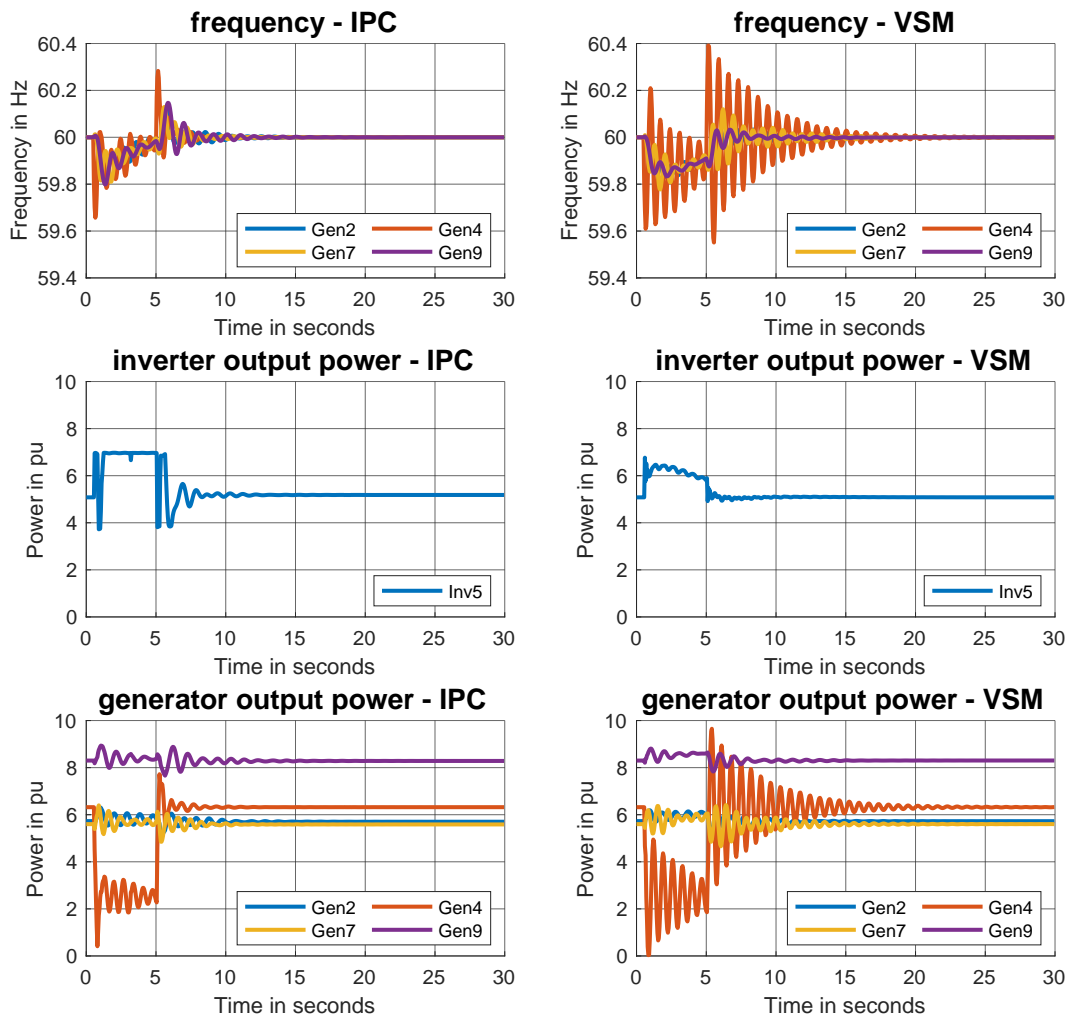 frequency - IPC
60.4
60.2
60
59.8
59.6
59.4
Frequency in Hz
Gen2 Gen4
Gen7 Gen9
0 5 10 15 20 25 30
Time in seconds
frequency - VSM
60.4
60.2
60
59.8
59.6
59.4
Frequency in Hz
Gen2 Gen4
Gen7 Gen9
0 5 10 15 20 25 30
Time in seconds
inverter output power - IPC
10
8
6
4
2
0
Power in pu
Inv5
0 5 10 15 20 25 30
Time in seconds
inverter output power - VSM
10
8
6
4
2
0
Power in pu
Inv5
0 5 10 15 20 25 30
Time in seconds
generator output power - IPC
10
8
6
4
2
0
Power in pu
Gen2 Gen4
Gen7 Gen9
0 5 10 15 20 25 30
Time in seconds
generator output power - VSM
10
8
6
4
2
0
Power in pu
Gen2 Gen4
Gen7 Gen9
0 5 10 15 20 25 30
Time in seconds